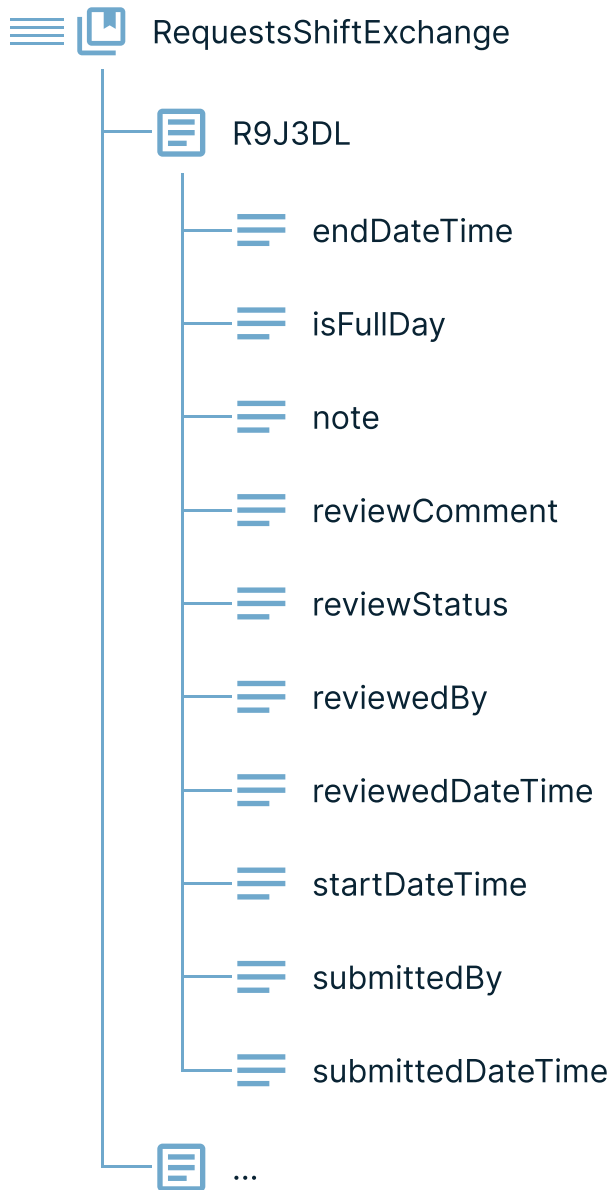 RequestsShiftExchange
R9J3DL
endDateTime
isFullDay
note
reviewComment
reviewStatus
reviewedBy
reviewedDateTime
startDateTime
submittedBy
submittedDateTime
...